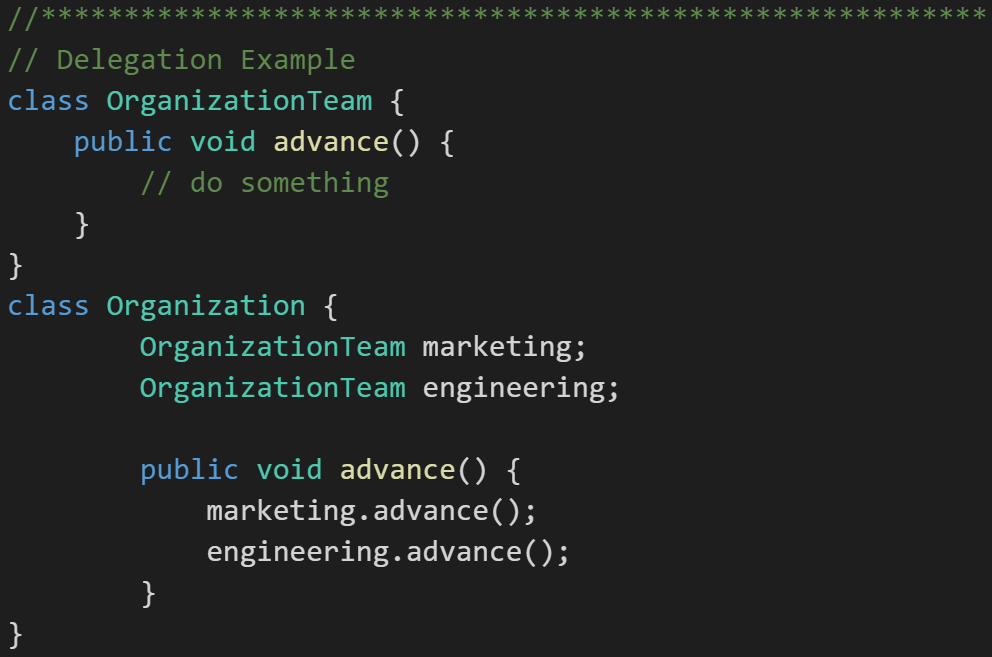 //*********************************************************
// Delegation Example
class OrganizationTeam {
    public void advance() {
        // do something
    }
}
class Organization {
        OrganizationTeam marketing;
        OrganizationTeam engineering;

        public void advance() {
            marketing.advance();
            engineering.advance();
        }
}